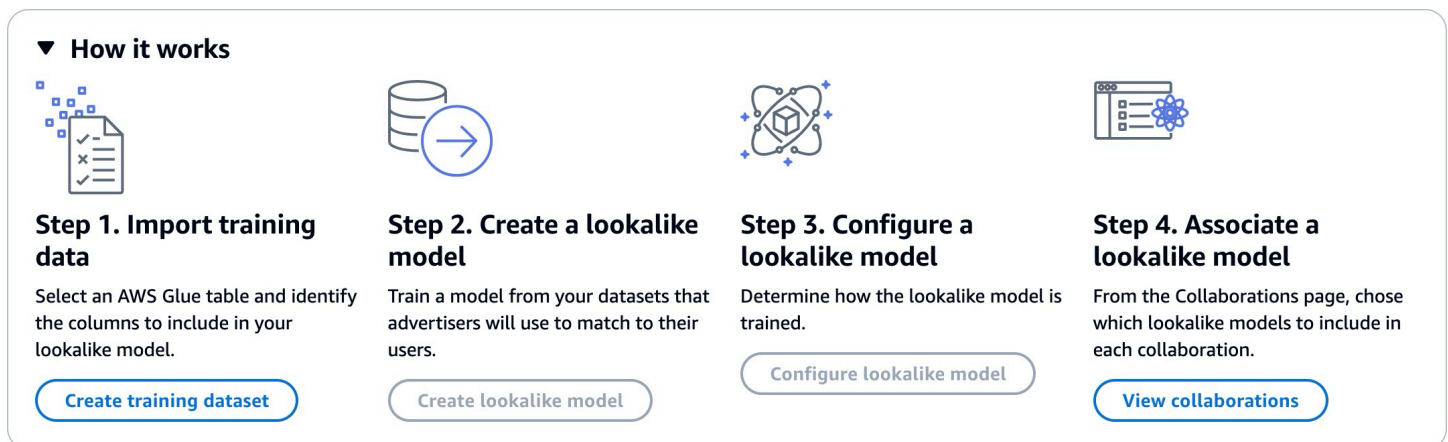 How it works
Step 1. Import training
data
Select an AWS Glue table and identify
the columns to include in your
lookalike model.
Create training dataset
Step 2. Create a lookalike
model
Train a model from your datasets that
advertisers will use to match to their
users.
Create lookalike model
Step 3. Configure a
lookalike model
Determine how the lookalike model is
trained.
Configure lookalike model
Step 4. Associate a
lookalike model
From the Collaborations page, chose
which lookalike models to include in
each collaboration.
View collaborations